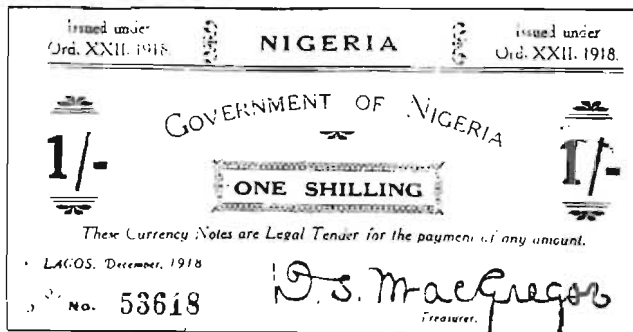 Issued under
Ord. XXII. 1918.
NIGERIA
Issued under
Ord. XXII. 1918.
GOVERNMENT OF NIGERIA
1/-
1/-
ONE SHILLING
These Currency Notes are Legal Tender for the payment of any amount.
LAGOS, December, 1918
No. 53618
D. S. MacGregor
Treasurer.